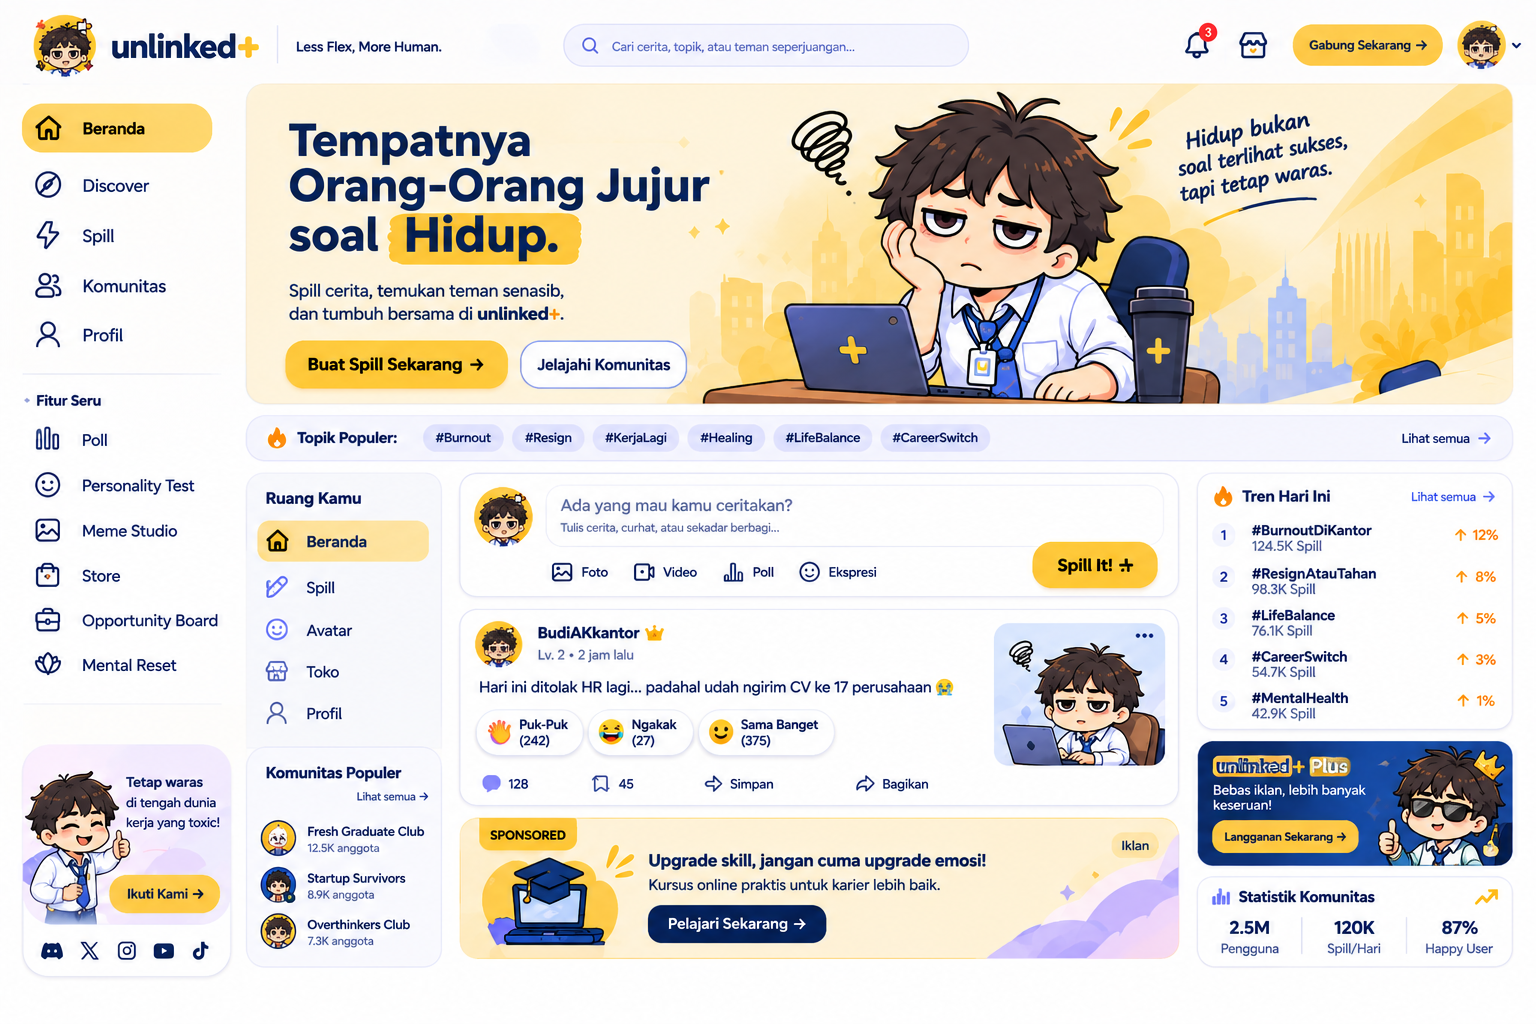 unlinked+
Less Flex, More Human.
Cari cerita, topik, atau teman seperjuangan...
3
Gabung Sekarang →
Beranda
Discover
Spill
Komunitas
Profil
Fitur Seru
Poll
Personality Test
Meme Studio
Store
Opportunity Board
Mental Reset
Tetap waras
di tengah dunia
kerja yang toxic!
Ikuti Kami →
Tempatnya
Orang-Orang Jujur
soal Hidup.
Spill cerita, temukan teman senasib,
dan tumbuh bersama di unlinked+.
Buat Spill Sekarang →
Jelajahi Komunitas
Hidup bukan
soal terlihat sukses,
tapi tetap waras.
Topik Populer:
#Burnout
#Resign
#KerjaLagi
#Healing
#LifeBalance
#CareerSwitch
Lihat semua →
Ruang Kamu
Beranda
Spill
Avatar
Toko
Profil
Komunitas Populer
Lihat semua →
Fresh Graduate Club
12.5K anggota
Startup Survivors
8.9K anggota
Overthinkers Club
7.3K anggota
Ada yang mau kamu ceritakan?
Tulis cerita, curhat, atau sekadar berbagi...
Foto
Video
Poll
Ekspresi
Spill It! +
BudiAKkantor
Lv. 2 • 2 jam lalu
Hari ini ditolak HR lagi... padahal udah ngirim CV ke 17 perusahaan 😭
Puk-Puk
(242)
Ngakak
(27)
Sama Banget
(375)
128
45
Simpan
Bagikan
SPONSORED
Iklan
Upgrade skill, jangan cuma upgrade emosi!
Kursus online praktis untuk karier lebih baik.
Pelajari Sekarang →
Tren Hari Ini
Lihat semua →
1 #BurnoutDiKantor ↑ 12%
124.5K Spill
2 #ResignAtauTahan ↑ 8%
98.3K Spill
3 #LifeBalance ↑ 5%
76.1K Spill
4 #CareerSwitch ↑ 3%
54.7K Spill
5 #MentalHealth ↑ 1%
42.9K Spill
unlinked+ Plus
Bebas iklan, lebih banyak
keseruan!
Langganan Sekarang →
Statistik Komunitas
2.5M
Pengguna
120K
Spill/Hari
87%
Happy User